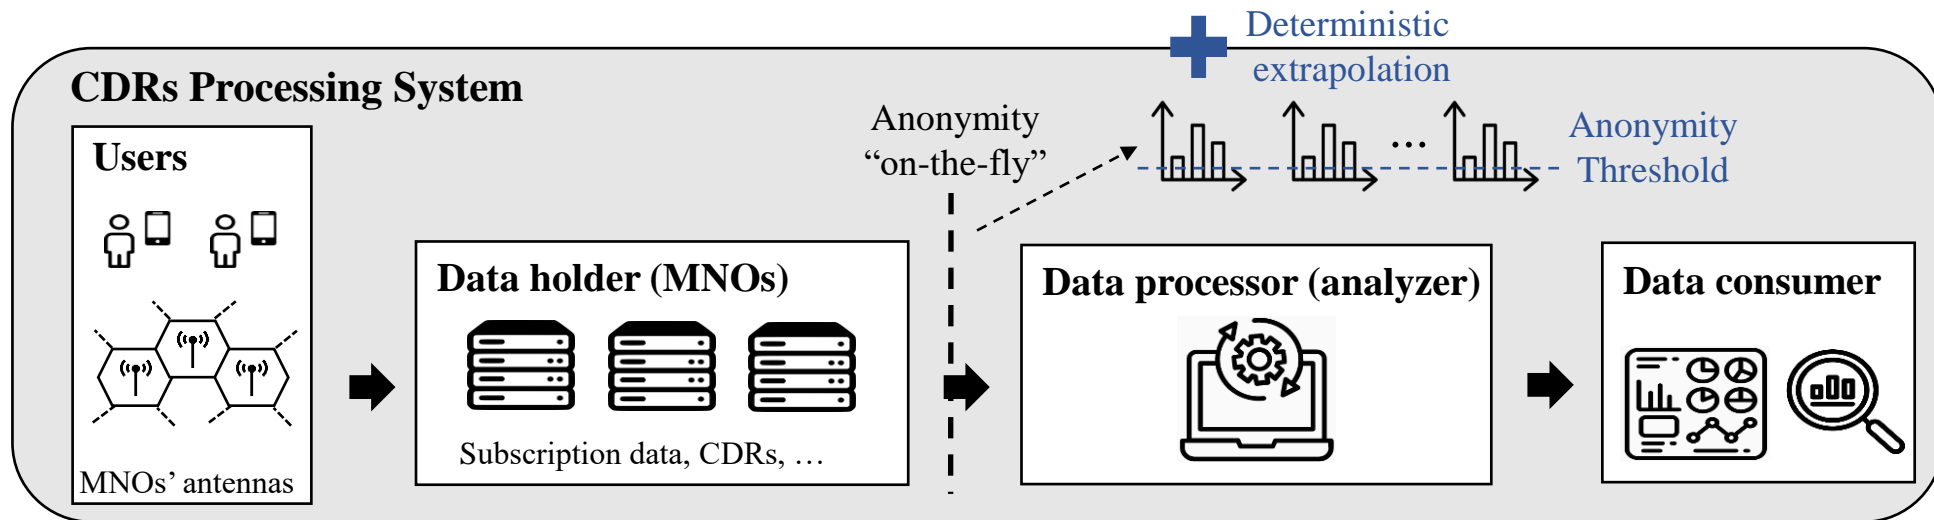 Deterministic
extrapolation
CDRs Processing System
Anonymity
“on-the-fly”
...
Anonymity
Threshold
Users
MNOs’ antennas
Data holder (MNOs)
Subscription data, CDRs, …
Data processor (analyzer)
Data consumer